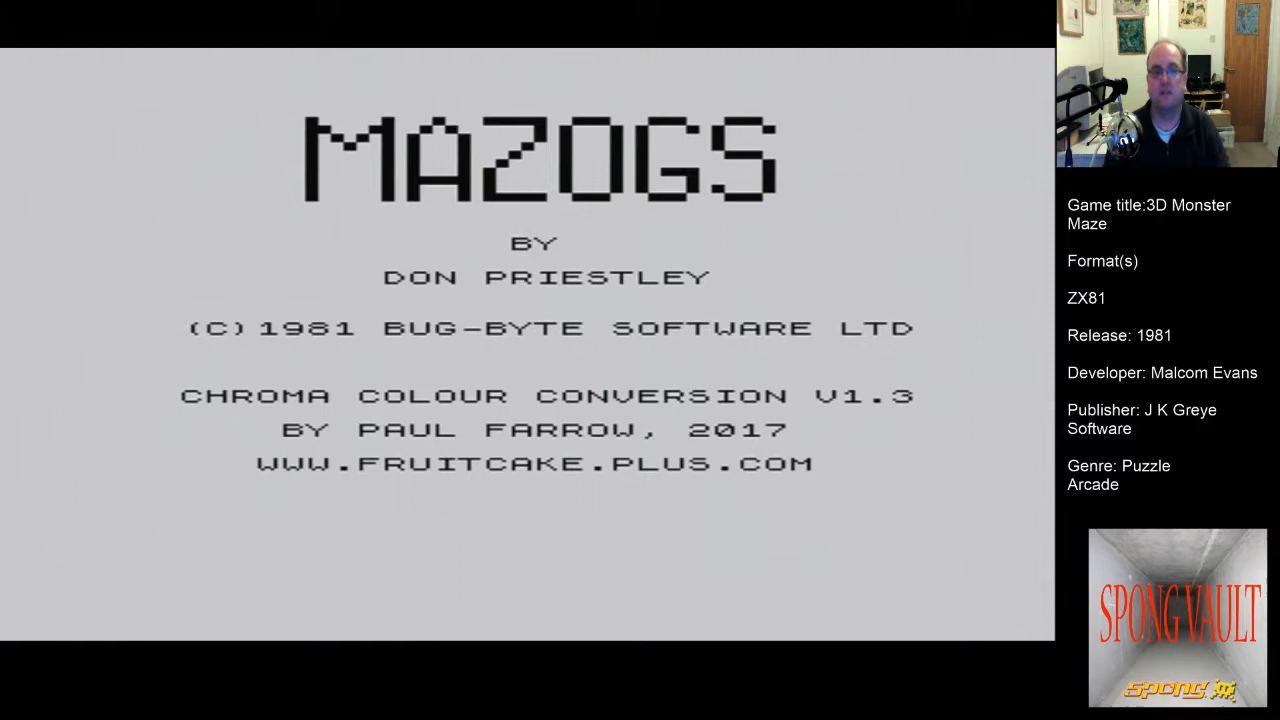 MAZOGS
BY
DON PRIESTLEY
(C)1981 BUG-BYTE SOFTWARE LTD
CHROMA COLOUR CONVERSION V1.3
BY PAUL FARROW, 2017
WWW.FRUITCAKE.PLUS.COM
Game title:3D Monster
Maze
Format(s)
ZX81
Release: 1981
Developer: Malcom Evans
Publisher: J K Greye
Software
Genre: Puzzle
Arcade
SPONG VAULT
SPONG